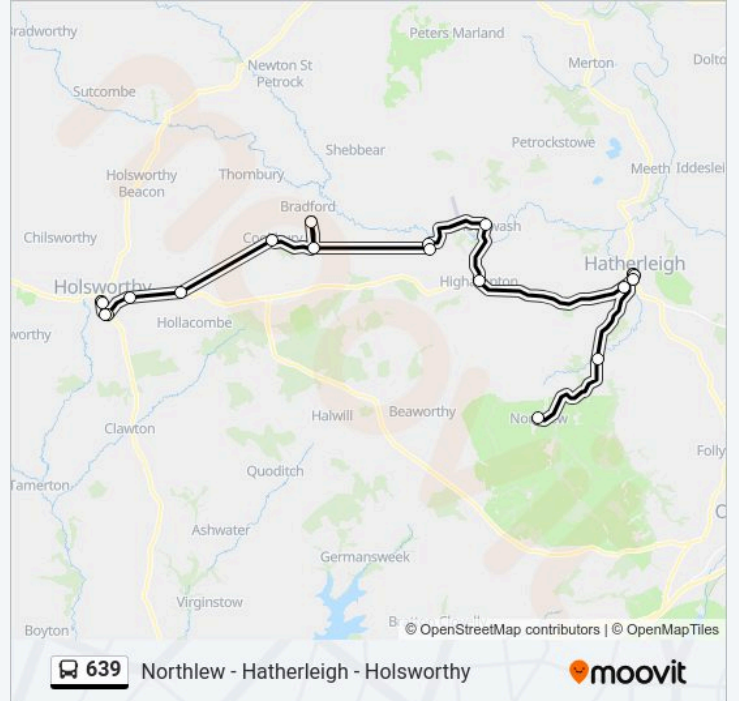 radworthy
Peters Marland
Newton St
Petrock
Merton
Dolto
Sutcombe
Petrockstowe
Shebbear
Holsworthy
Beacon
Thornbury
Meeth
Iddeslei
Bradford
Chilsworthy
wash
Hatherleigh
Holsworthy
Hollacombe
worthy
Halwill
Beaworthy
Clawton
Folly
Quoditch
Tamerton
Ashwater
Germansweek
Virginstow
Boyton
© OpenStreetMap contributors | © OpenMapTiles
639
Northlew - Hatherleigh - Holsworthy
moovit